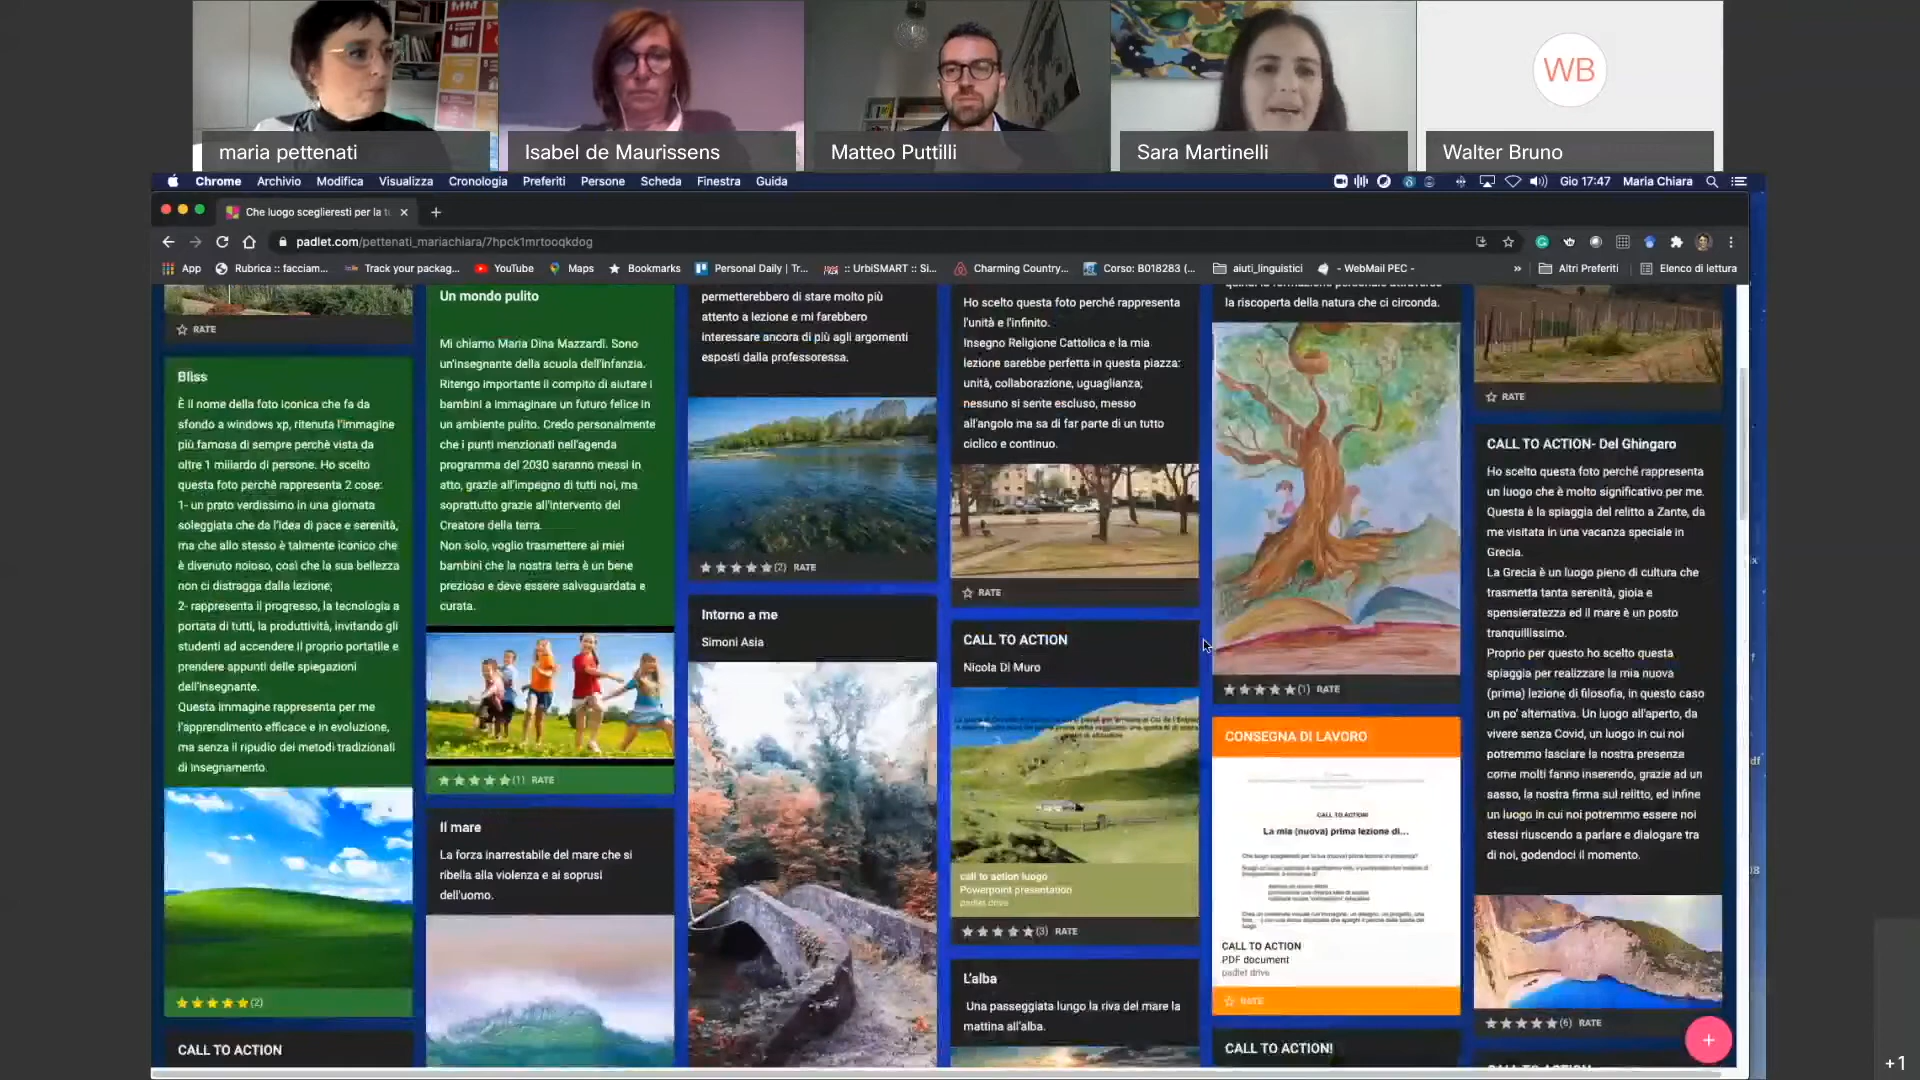 maria pettenati
Isabel de Maurissens
Matteo Puttilli
Sara Martinelli
WB
Walter Bruno
Chrome Archivio Modifica Visualizza Cronologia Preferiti Persone Scheda Finestra Guida
Gio 17:47 Maria Chiara
Che luogo sceglieresti per la t
padlet.com/pettenati_mariachiara/7hpck1mrtooqkdog
App
Rubrica :: facciam...
Track your packag...
YouTube
Maps
Bookmarks
Personal Daily | Tr...
:: UrbiSMART :: Si...
Charming Country...
Corso: B018283 (...
aiuti_linguistici
- WebMail PEC -
»
Altri Preferiti
Elenco di lettura
RATE
Bliss
È il nome della foto iconica che fa da
sfondo a windows xp, ritenuta l'immagine
più famosa di sempre perchè vista da
oltre 1 miliardo di persone. Ho scelto
questa foto perchè rappresenta 2 cose:
1- un prato verdissimo in una giornata
soleggiata che da l'idea di pace e serenità,
ma che allo stesso è talmente iconico che
è divenuto noioso, così che la sua bellezza
non ci distragga dalla lezione;
2- rappresenta il progresso, la tecnologia a
portata di tutti, la produttività, invitando gli
studenti ad accendere il proprio portatile e
prendere appunti delle spiegazioni
dell'insegnante.
Questa immagine rappresenta per me
l'apprendimento efficace e in evoluzione,
ma senza il ripudio dei metodi tradizionali
di insegnamento.
(2)
CALL TO ACTION
Un mondo pulito
Mi chiamo Maria Dina Mazzardi. Sono
un'insegnante della scuola dell'infanzia.
Ritengo importante il compito di aiutare i
bambini a immaginare un futuro felice in
un ambiente pulito. Credo personalmente
che i punti menzionati nell'agenda
programma del 2030 saranno messi in
atto, grazie all'impegno di tutti noi, ma
soprattutto grazie all'intervento del
Creatore della terra.
Non solo, voglio trasmettere ai miei
bambini che la nostra terra è un bene
prezioso e deve essere salvaguardata e
curata.
(1) RATE
Il mare
La forza inarrestabile del mare che si
ribella alla violenza e ai soprusi
dell'uomo.
permetterebbero di stare molto più
attento a lezione e mi farebbero
interessare ancora di più agli argomenti
esposti dalla professoressa.
(2) RATE
Intorno a me
Simoni Asia
Ho scelto questa foto perché rappresenta
l'unità e l'infinito.
Insegno Religione Cattolica e la mia
lezione sarebbe perfetta in questa piazza:
unità, collaborazione, uguaglianza;
nessuno si sente escluso, messo
all'angolo ma sa di far parte di un tutto
ciclico e continuo.
RATE
CALL TO ACTION
Nicola Di Muro
call to action luogo
Powerpoint presentation
padlet drive
(3) RATE
L'alba
Una passeggiata lungo la riva del mare la
mattina all'alba.
la riscoperta della natura che ci circonda.
(1) RATE
CONSEGNA DI LAVORO
CALL TO ACTION!
La mia (nuova) prima lezione di...
CALL TO ACTION
PDF document
padlet drive
RATE
CALL TO ACTION!
RATE
CALL TO ACTION- Del Ghingaro
Ho scelto questa foto perché rappresenta
un luogo che è molto significativo per me.
Questa è la spiaggia del relitto a Zante, da
me visitata in una vacanza speciale in
Grecia.
La Grecia è un luogo pieno di cultura che
trasmetta tanta serenità, gioia e
spensieratezza ed il mare è un posto
tranquillissimo.
Proprio per questo ho scelto questa
spiaggia per realizzare la mia nuova
(prima) lezione di filosofia, in questo caso
un po' alternativa. Un luogo all'aperto, da
vivere senza Covid, un luogo in cui noi
potremmo lasciare la nostra presenza
come molti fanno inserendo, grazie ad un
sasso, la nostra firma sul relitto, ed infine
un luogo in cui noi potremmo essere noi
stessi riuscendo a parlare e dialogare tra
di noi, godendoci il momento.
(6) RATE
+1